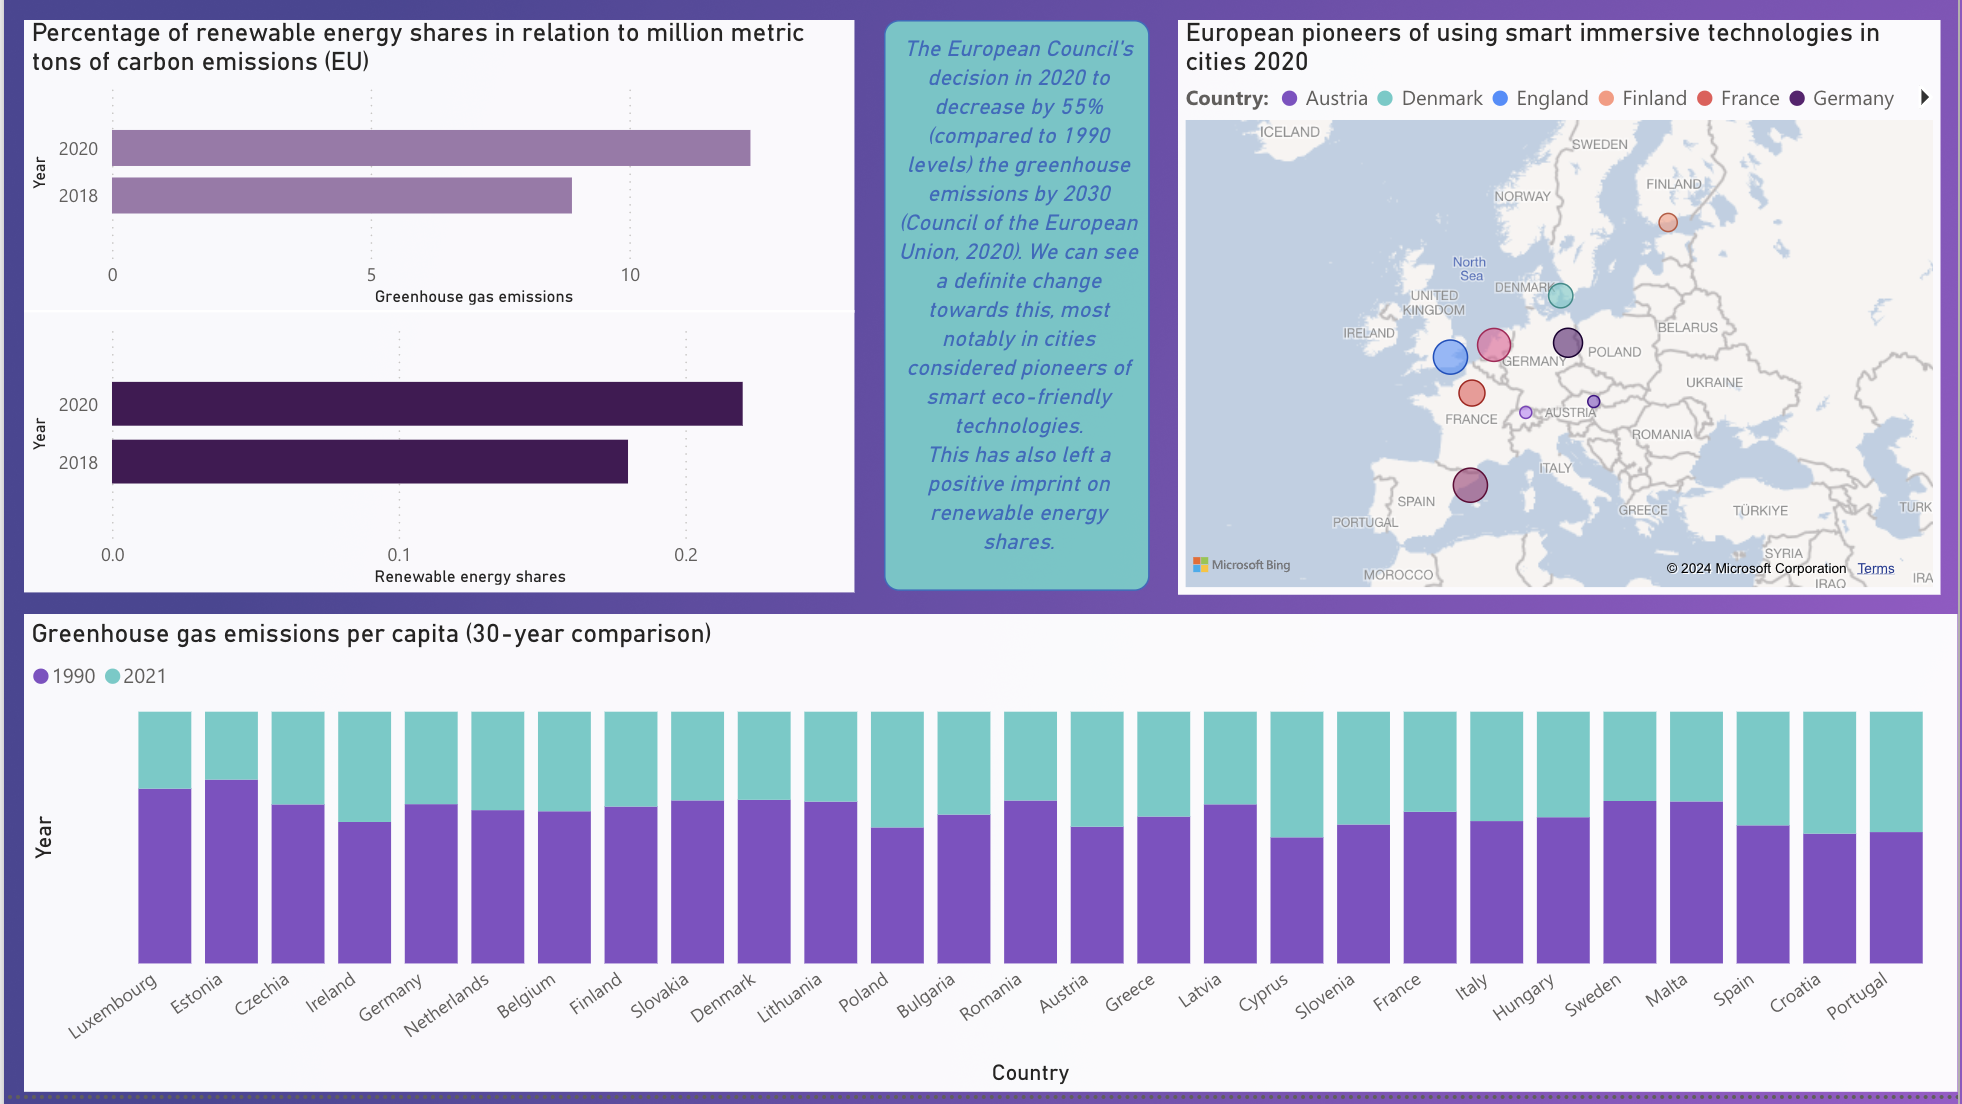 Percentage of renewable energy shares in relation to million metric
tons of carbon emissions (EU)
Year
2020
2018
0 5 10
Greenhouse gas emissions
Year
2020
2018
0.0 0.1 0.2
Renewable energy shares
The European Council's
decision in 2020 to
decrease by 55%
(compared to 1990
levels) the greenhouse
emissions by 2030
(Council of the European
Union, 2020). We can see
a definite change
towards this, most
notably in cities
considered pioneers of
smart eco-friendly
technologies.
This has also left a
positive imprint on
renewable energy
shares.
European pioneers of using smart immersive technologies in
cities 2020
Country: Austria Denmark England Finland France Germany
ICELAND
SWEDEN
FINLAND
NORWAY
North
Sea
DENMARK
UNITED
KINGDOM
IRELAND
BELARUS
POLAND
GERMANY
UKRAINE
AUSTRIA
FRANCE
ROMANIA
ITALY
SPAIN
GREECE
TÜRKIYE
TURK
PORTUGAL
SYRIA
Microsoft Bing
© 2024 Microsoft Corporation Terms
MOROCCO
IRAQ
IRA
Greenhouse gas emissions per capita (30-year comparison)
1990 2021
Year
Luxembourg Estonia Czechia Ireland Germany Netherlands Belgium Finland Slovakia Denmark Lithuania Poland Bulgaria Romania Austria Greece Latvia Cyprus Slovenia France Italy Hungary Sweden Malta Spain Croatia Portugal
Country